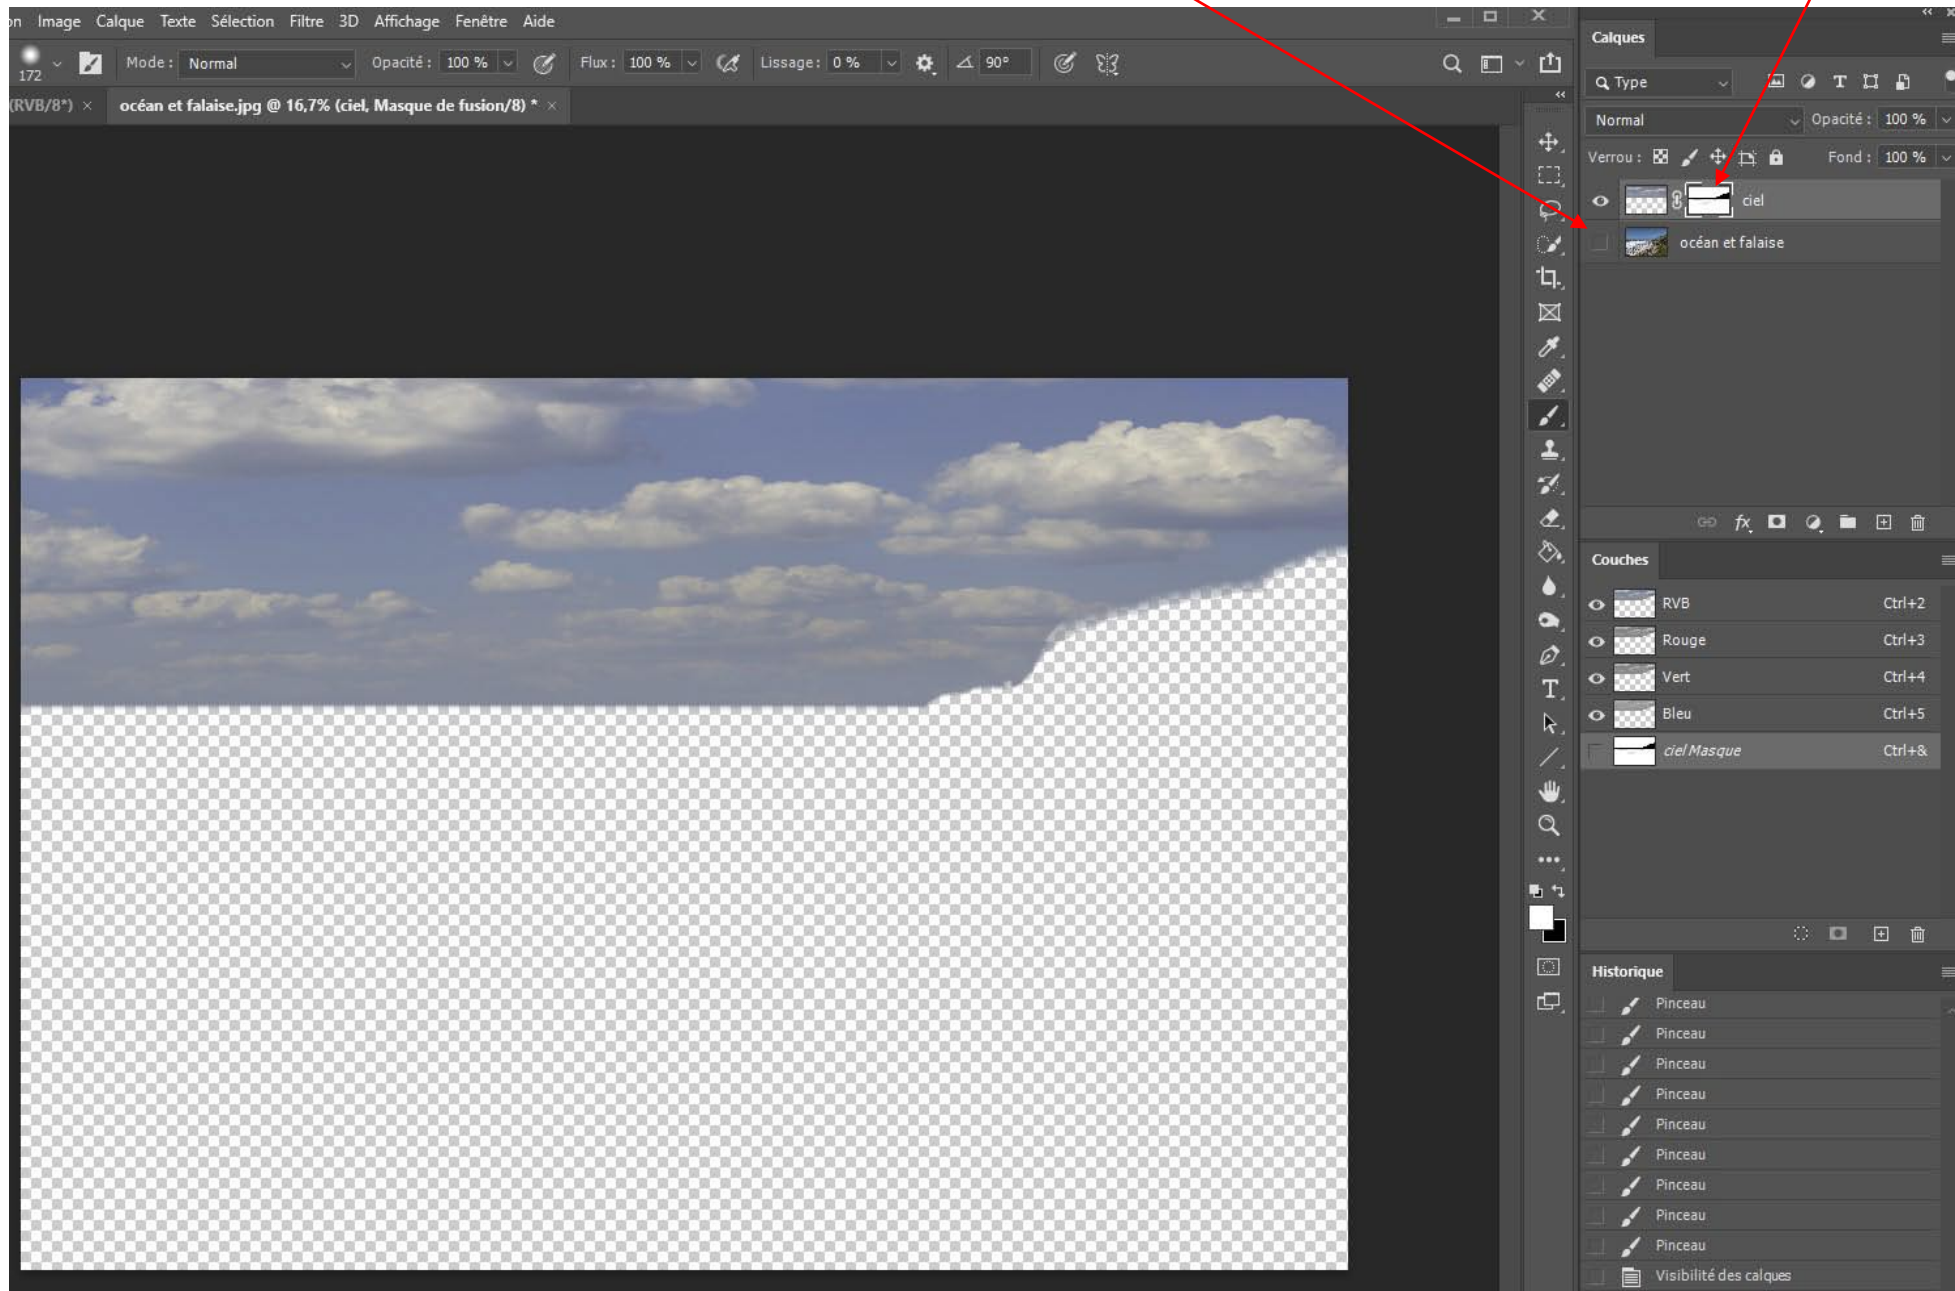 on Image Calque Texte Sélection Filtre 3D Affichage Fenêtre Aide
172 Mode : Normal Opacité : 100 % Flux : 100 % Lissage : 0 % 90°
(RVB/8*) × océan et falaise.jpg @ 16,7% (ciel, Masque de fusion/8) * ×
Calques
Type
Normal Opacité : 100 %
Verrou : Fond : 100 %
ciel
océan et falaise
fx
Couches
RVB Ctrl+2
Rouge Ctrl+3
Vert Ctrl+4
Bleu Ctrl+5
ciel Masque Ctrl+&
Historique
Pinceau
Pinceau
Pinceau
Pinceau
Pinceau
Pinceau
Pinceau
Pinceau
Pinceau
Visibilité des calques